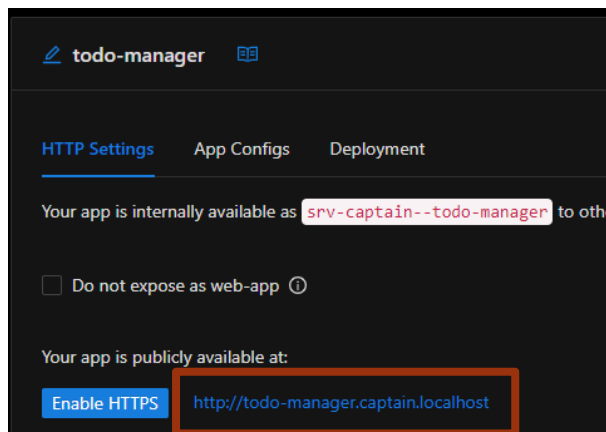 todo-manager
HTTP Settings App Configs Deployment
Your app is internally available as srv-captain--todo-manager to oth
Do not expose as web-app
Your app is publicly available at:
Enable HTTPS http://todo-manager.captain.localhost